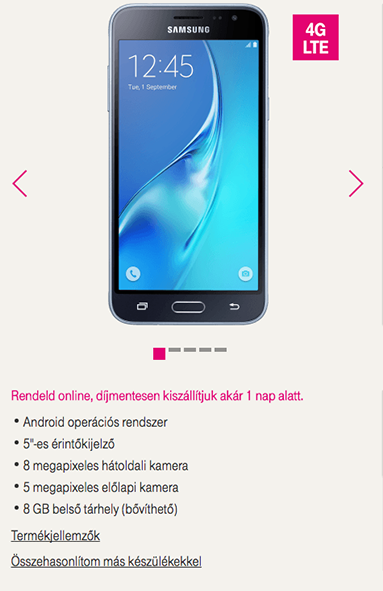 SAMSUNG
4G
LTE
12:45
Tue, 1 September
Rendeld online, díjmentesen kiszállítjuk akár 1 nap alatt.
• Android operációs rendszer
• 5"-es érintőkijelző
• 8 megapixeles hátoldali kamera
• 5 megapixeles előlapi kamera
• 8 GB belső tárhely (bővíthető)
Termékjellemzők
Összehasonlítom más készülékekkel